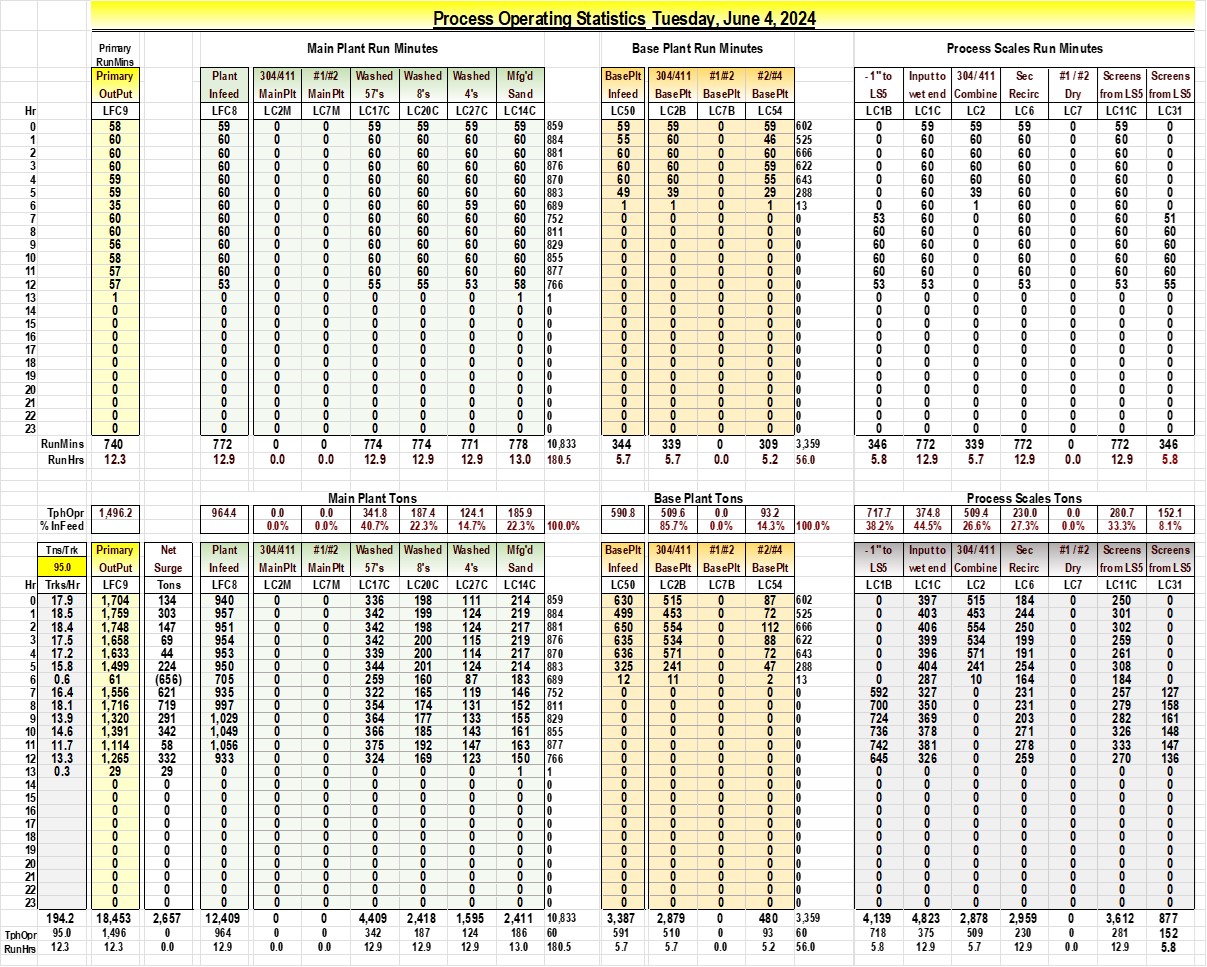 Process Operating Statistics Tuesday, June 4, 2024
Primary Main Plant Run Minutes Base Plant Run Minutes Process Scales Run Minutes
RunMins
Primary Plant 304/411 #1/#2 Washed Washed Washed Mfg'd BasePlt 304/411 #1/#2 #2/#4 - 1" to Input to 304/ 411 Sec #1 / #2 Screens Screens
OutPut Infeed MainPlt MainPlt 57's 8's 4's Sand Infeed BasePlt BasePlt BasePlt LS5 wet end Combine Recirc Dry from LS5 from LS5
Hr LFC9 LFC8 LC2M LC7M LC17C LC20C LC27C LC14C LC50 LC2B LC7B LC54 LC1B LC1C LC2 LC6 LC7 LC11C LC31
0 58 59 0 0 59 59 59 59 859 59 59 0 59 602 0 59 59 59 0 59 0
1 60 60 0 0 60 60 60 60 884 55 60 0 46 525 0 60 60 60 0 60 0
2 60 60 0 0 60 60 60 60 881 60 60 0 60 666 0 60 60 60 0 60 0
3 60 60 0 0 60 60 60 60 876 60 60 0 59 622 0 60 60 60 0 60 0
4 59 60 0 0 60 60 60 60 870 60 60 0 55 643 0 60 60 60 0 60 0
5 59 60 0 0 60 60 60 60 883 49 39 0 29 288 0 60 39 60 0 60 0
6 35 60 0 0 60 60 59 60 689 1 1 0 1 13 0 60 1 60 0 60 0
7 60 60 0 0 60 60 60 60 752 0 0 0 0 0 53 60 0 60 0 60 51
8 60 60 0 0 60 60 60 60 811 0 0 0 0 0 60 60 0 60 0 60 60
9 56 60 0 0 60 60 60 60 829 0 0 0 0 0 60 60 0 60 0 60 60
10 58 60 0 0 60 60 60 60 855 0 0 0 0 0 60 60 0 60 0 60 60
11 57 60 0 0 60 60 60 60 877 0 0 0 0 0 60 60 0 60 0 60 60
12 57 53 0 0 55 55 53 58 766 0 0 0 0 0 53 53 0 53 0 53 55
13 1 0 0 0 0 0 0 1 1 0 0 0 0 0 0 0 0 0 0 0 0
14 0 0 0 0 0 0 0 0 0 0 0 0 0 0 0 0 0 0 0 0 0
15 0 0 0 0 0 0 0 0 0 0 0 0 0 0 0 0 0 0 0 0 0
16 0 0 0 0 0 0 0 0 0 0 0 0 0 0 0 0 0 0 0 0 0
17 0 0 0 0 0 0 0 0 0 0 0 0 0 0 0 0 0 0 0 0 0
18 0 0 0 0 0 0 0 0 0 0 0 0 0 0 0 0 0 0 0 0 0
19 0 0 0 0 0 0 0 0 0 0 0 0 0 0 0 0 0 0 0 0 0
20 0 0 0 0 0 0 0 0 0 0 0 0 0 0 0 0 0 0 0 0 0
21 0 0 0 0 0 0 0 0 0 0 0 0 0 0 0 0 0 0 0 0 0
22 0 0 0 0 0 0 0 0 0 0 0 0 0 0 0 0 0 0 0 0 0
23 0 0 0 0 0 0 0 0 0 0 0 0 0 0 0 0 0 0 0 0 0
RunMins 740 772 0 0 774 774 771 778 10,833 344 339 0 309 3,359 346 772 339 772 0 772 346
RunHrs 12.3 12.9 0.0 0.0 12.9 12.9 12.9 13.0 180.5 5.7 5.7 0.0 5.2 56.0 5.8 12.9 5.7 12.9 0.0 12.9 5.8
Main Plant Tons Base Plant Tons Process Scales Tons
TphOpr 1,496.2 964.4 0.0 0.0 341.8 187.4 124.1 185.9 590.8 509.6 0.0 93.2 717.7 374.8 509.4 230.0 0.0 280.7 152.1
% InFeed 0.0% 0.0% 40.7% 22.3% 14.7% 22.3% 100.0% 85.7% 0.0% 14.3% 100.0% 38.2% 44.5% 26.6% 27.3% 0.0% 33.3% 8.1%
Tns/Trk Primary Net Plant 304/411 #1/#2 Washed Washed Washed Mfg'd BasePlt 304/411 #1/#2 #2/#4 - 1" to Input to 304/ 411 Sec #1 / #2 Screens Screens
95.0 OutPut Surge Infeed MainPlt MainPlt 57's 8's 4's Sand Infeed BasePlt BasePlt BasePlt LS5 wet end Combine Recirc Dry from LS5 from LS5
Hr Trks/Hr LFC9 Tons LFC8 LC2M LC7M LC17C LC20C LC27C LC14C LC50 LC2B LC7B LC54 LC1B LC1C LC2 LC6 LC7 LC11C LC31
0 17.9 1,704 134 940 0 0 336 198 111 214 859 630 515 0 87 602 0 397 515 184 0 250 0
1 18.5 1,759 303 957 0 0 342 199 124 219 884 499 453 0 72 525 0 403 453 244 0 301 0
2 18.4 1,748 147 951 0 0 342 198 124 217 881 650 554 0 112 666 0 406 554 250 0 302 0
3 17.5 1,658 69 954 0 0 342 200 115 219 876 635 534 0 88 622 0 399 534 199 0 259 0
4 17.2 1,633 44 953 0 0 339 200 114 217 870 636 571 0 72 643 0 396 571 191 0 261 0
5 15.8 1,499 224 950 0 0 344 201 124 214 883 325 241 0 47 288 0 404 241 254 0 308 0
6 0.6 61 (656) 705 0 0 259 160 87 183 689 12 11 0 2 13 0 287 10 164 0 184 0
7 16.4 1,556 621 935 0 0 322 165 119 146 752 0 0 0 0 0 592 327 0 231 0 257 127
8 18.1 1,716 719 997 0 0 354 174 131 152 811 0 0 0 0 0 700 350 0 231 0 279 158
9 13.9 1,320 291 1,029 0 0 364 177 133 155 829 0 0 0 0 0 724 369 0 203 0 282 161
10 14.6 1,391 342 1,049 0 0 366 185 143 161 855 0 0 0 0 0 736 378 0 271 0 326 148
11 11.7 1,114 58 1,056 0 0 375 192 147 163 877 0 0 0 0 0 742 381 0 278 0 333 147
12 13.3 1,265 332 933 0 0 324 169 123 150 766 0 0 0 0 0 645 326 0 259 0 270 136
13 0.3 29 29 0 0 0 0 0 0 1 1 0 0 0 0 0 0 0 0 0 0 0 0
14 0 0 0 0 0 0 0 0 0 0 0 0 0 0 0 0 0 0 0 0 0 0
15 0 0 0 0 0 0 0 0 0 0 0 0 0 0 0 0 0 0 0 0 0 0
16 0 0 0 0 0 0 0 0 0 0 0 0 0 0 0 0 0 0 0 0 0 0
17 0 0 0 0 0 0 0 0 0 0 0 0 0 0 0 0 0 0 0 0 0 0
18 0 0 0 0 0 0 0 0 0 0 0 0 0 0 0 0 0 0 0 0 0 0
19 0 0 0 0 0 0 0 0 0 0 0 0 0 0 0 0 0 0 0 0 0 0
20 0 0 0 0 0 0 0 0 0 0 0 0 0 0 0 0 0 0 0 0 0 0
21 0 0 0 0 0 0 0 0 0 0 0 0 0 0 0 0 0 0 0 0 0 0
22 0 0 0 0 0 0 0 0 0 0 0 0 0 0 0 0 0 0 0 0 0 0
23 0 0 0 0 0 0 0 0 0 0 0 0 0 0 0 0 0 0 0 0 0 0
194.2 18,453 2,657 12,409 0 0 4,409 2,418 1,595 2,411 10,833 3,387 2,879 0 480 3,359 4,139 4,823 2,878 2,959 0 3,612 877
TphOpr 95.0 1,496 0 964 0 0 342 187 124 186 60 591 510 0 93 60 718 375 509 230 0 281 152
RunHrs 12.3 12.3 0.0 12.9 0.0 0.0 12.9 12.9 12.9 13.0 180.5 5.7 5.7 0.0 5.2 56.0 5.8 12.9 5.7 12.9 0.0 12.9 5.8